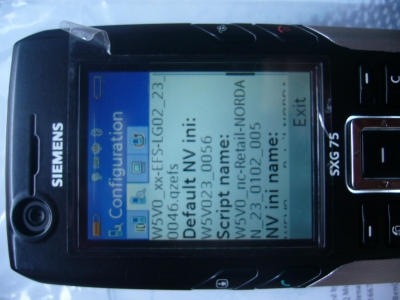 SIEMENS
Configuration
W5V0_xx-EFS-LG02_23_
0046.qzefs
Default NV ini:
W5V023_0056
Script name:
W5V0_nc-Retail-NORDA
N_23_0102_005
NV ini name:
Exit
SXG 75